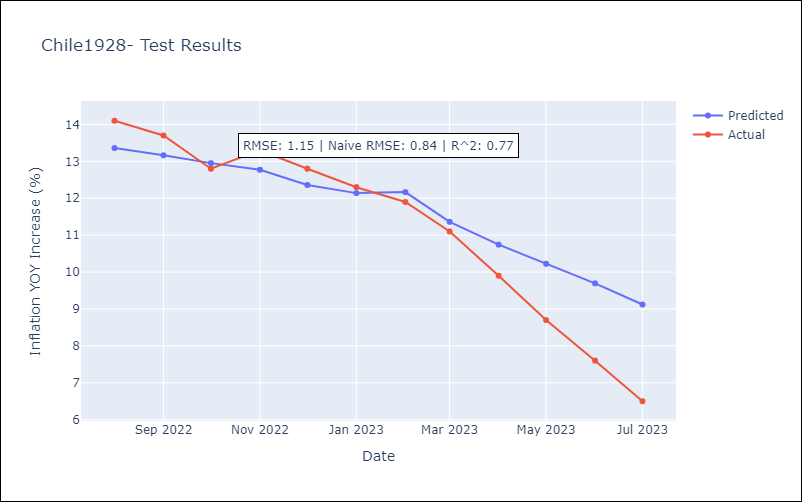 Chile1928- Test Results
Predicted
Actual
RMSE: 1.15 | Naive RMSE: 0.84 | R^2: 0.77
Inflation YOY Increase (%)
14
13
12
11
10
9
8
7
6
Sep 2022 Nov 2022 Jan 2023 Mar 2023 May 2023 Jul 2023
Date